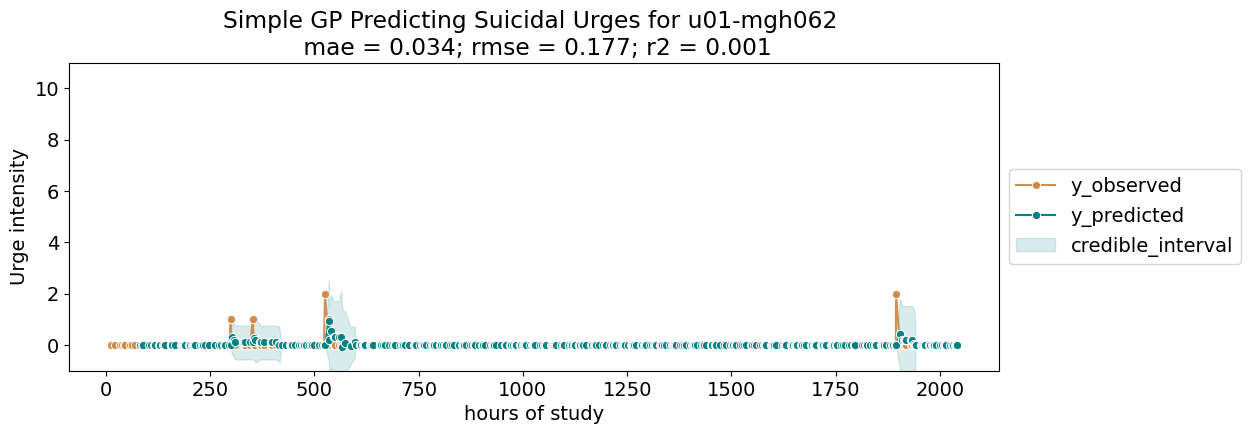 Simple GP Predicting Suicidal Urges for u01-mgh062
mae = 0.034; rmse = 0.177; r2 = 0.001
Urge intensity
10
8
6
4
2
0
0 250 500 750 1000 1250 1500 1750 2000
hours of study
y_observed
y_predicted
credible_interval